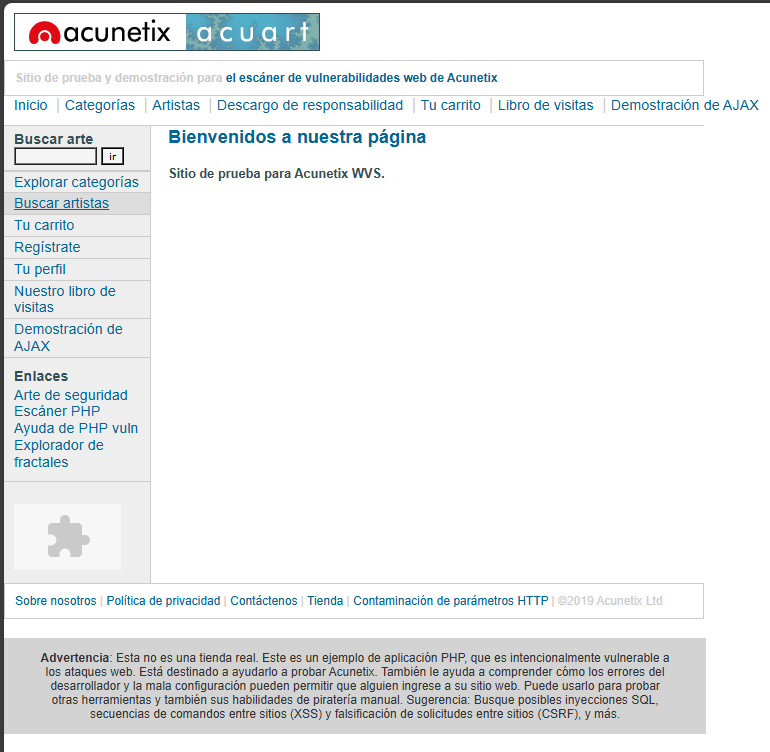 acunetix acuart
Sitio de prueba y demostración para el escáner de vulnerabilidades web de Acunetix
Inicio | Categorías | Artistas | Descargo de responsabilidad | Tu carrito | Libro de visitas | Demostración de AJAX
Buscar arte
ir
Explorar categorías
Buscar artistas
Tu carrito
Regístrate
Tu perfil
Nuestro libro de
visitas
Demostración de
AJAX
Enlaces
Arte de seguridad
Escáner PHP
Ayuda de PHP vuln
Explorador de
fractales
Bienvenidos a nuestra página
Sitio de prueba para Acunetix WVS.
Sobre nosotros | Política de privacidad | Contáctenos | Tienda | Contaminación de parámetros HTTP | ©2019 Acunetix Ltd
Advertencia: Esta no es una tienda real. Este es un ejemplo de aplicación PHP, que es intencionalmente vulnerable a
los ataques web. Está destinado a ayudarlo a probar Acunetix. También le ayuda a comprender cómo los errores del
desarrollador y la mala configuración pueden permitir que alguien ingrese a su sitio web. Puede usarlo para probar
otras herramientas y también sus habilidades de piratería manual. Sugerencia: Busque posibles inyecciones SQL,
secuencias de comandos entre sitios (XSS) y falsificación de solicitudes entre sitios (CSRF), y más.